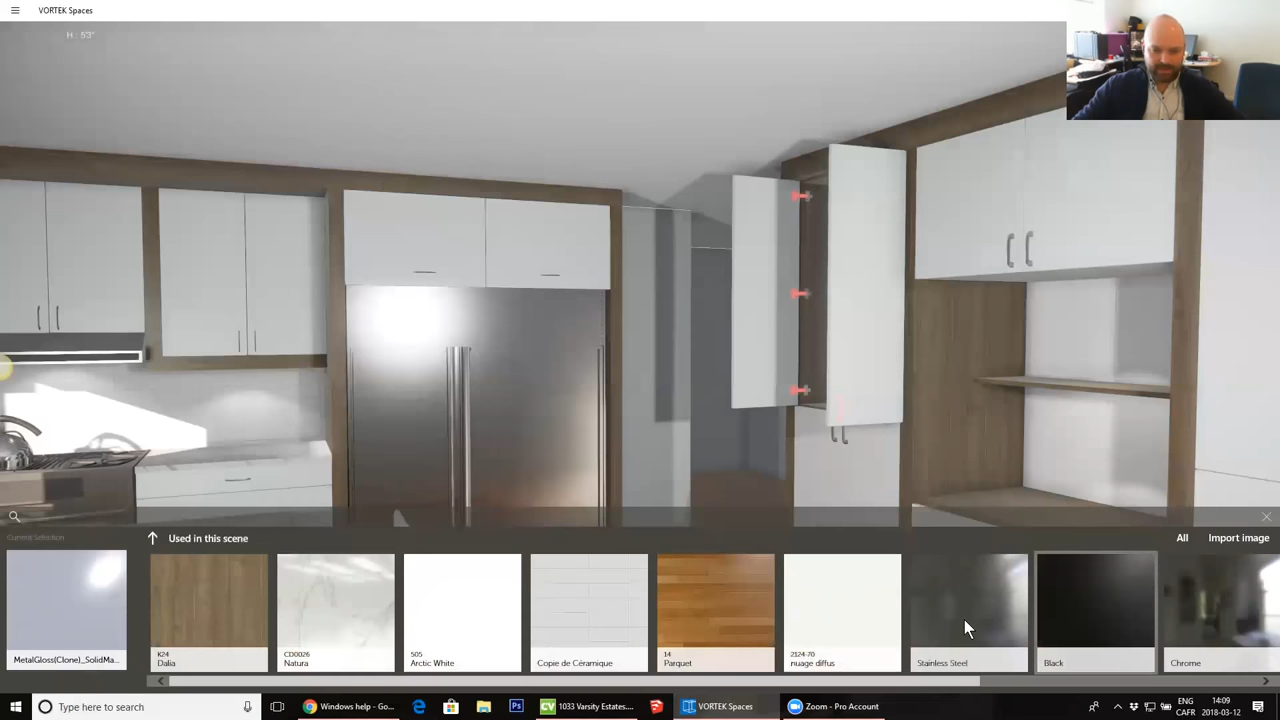 VORTEK Spaces
H : 5'3"
Current Selection
Used in this scene
All
Import image
MetalGloss(Clone)_SolidMa...
K24
Dalia
CD0026
Natura
505
Arctic White
Copie de Céramique
14
Parquet
2124-70
nuage diffus
Stainless Steel
Black
Chrome
Type here to search
Windows help - Go...
1033 Varsity Estates....
VORTEK Spaces
Zoom - Pro Account
ENG
CAFR
14:09
2018-03-12